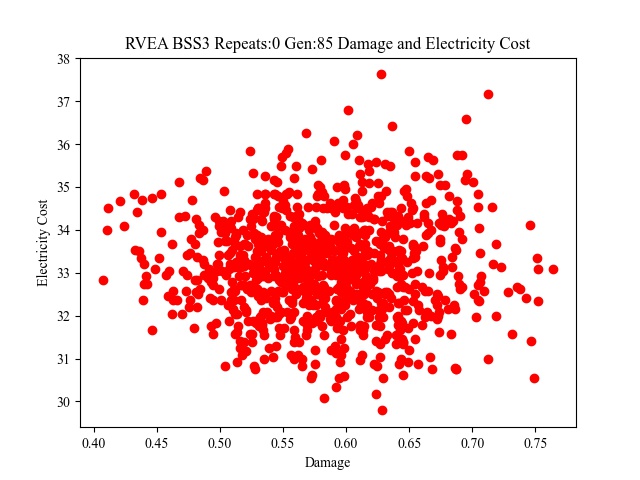 RVEA BSS3 Repeats:0 Gen:85 Damage and Electricity Cost
38
37
36
35
34
33
32
31
30
Electricity Cost
0.40 0.45 0.50 0.55 0.60 0.65 0.70 0.75
Damage